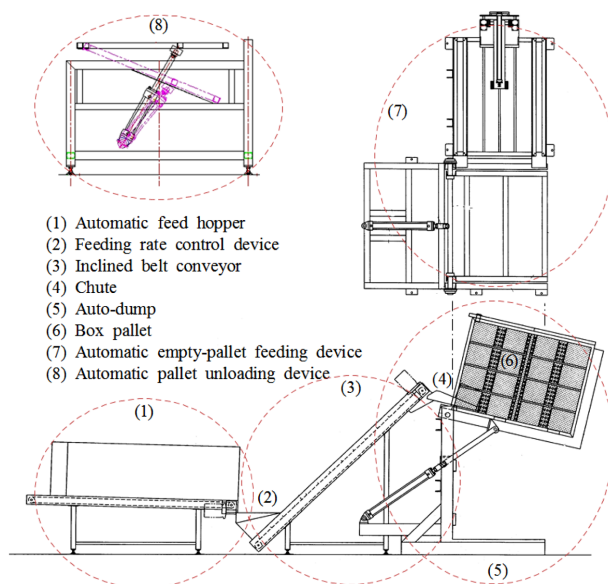 (8)
(7)
(1) Automatic feed hopper
(2) Feeding rate control device
(3) Inclined belt conveyor
(4) Chute
(5) Auto-dump
(6) Box pallet
(7) Automatic empty-pallet feeding device
(8) Automatic pallet unloading device
(3)
(4)
(6)
(1)
(2)
(5)